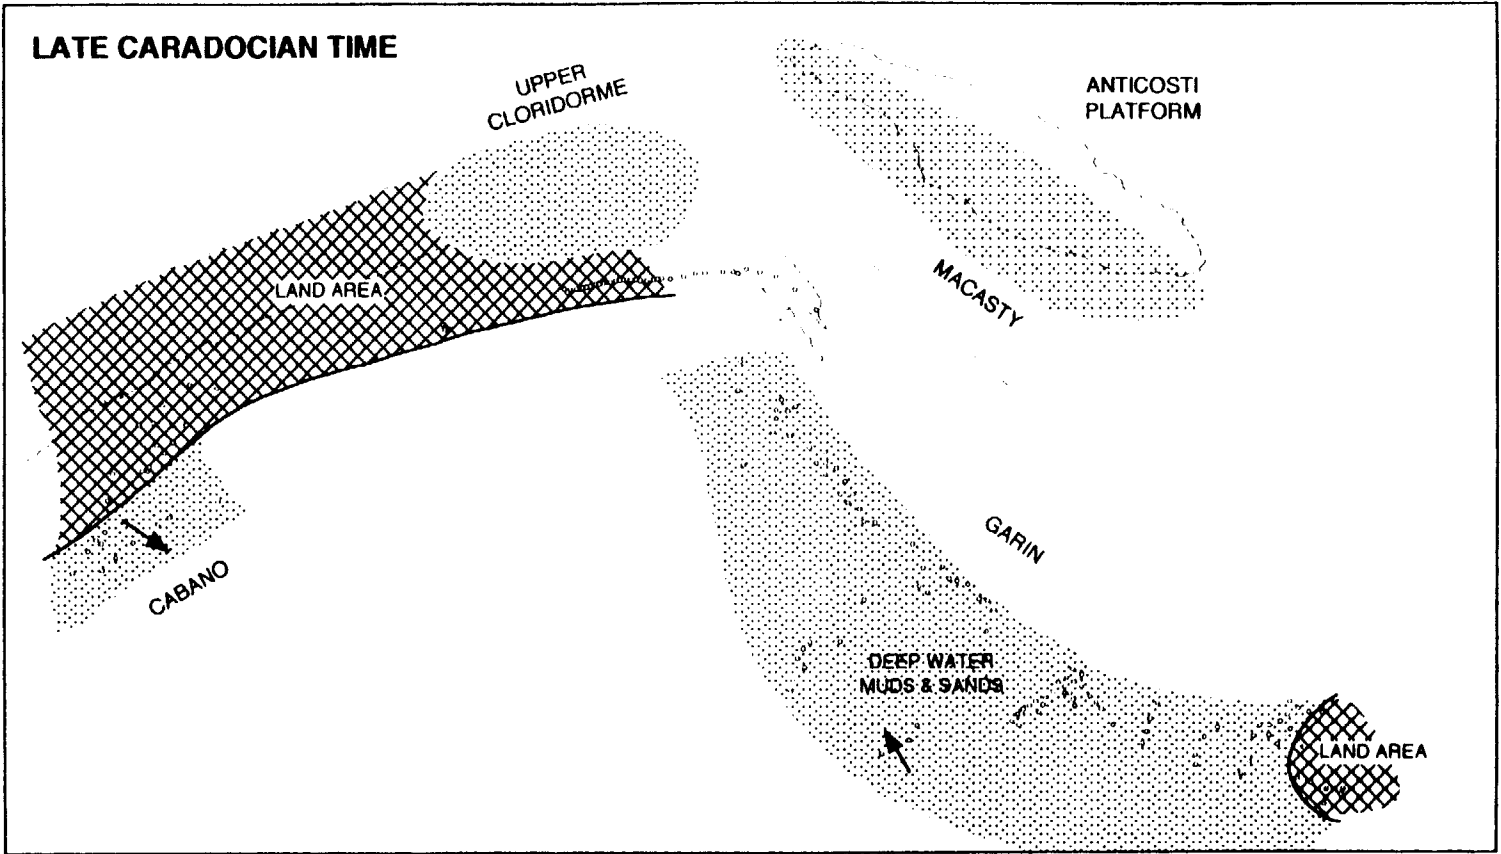 LATE CARADOCIAN TIME
UPPER
CLORIDORME
ANTICOSTI
PLATFORM
LAND AREA
MACASTY
CABANO
GARIN
DEEP WATER
MUDS & SANDS
LAND AREA